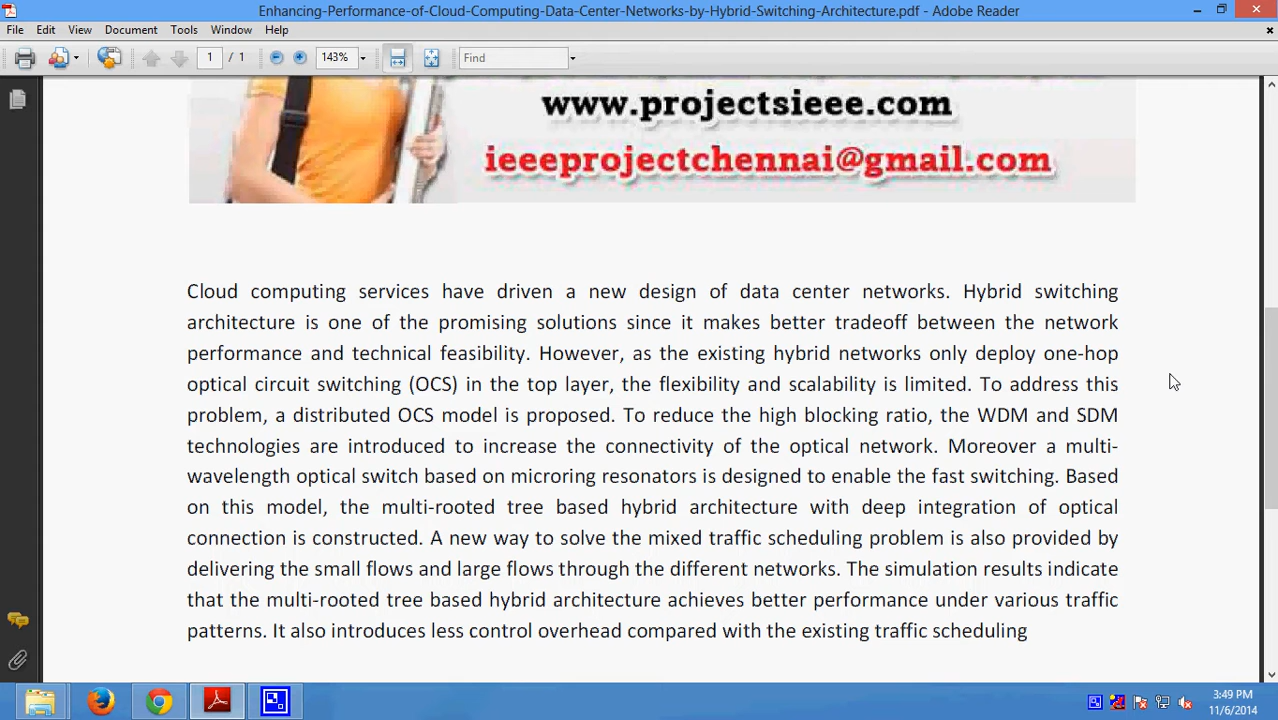 Enhancing-Performance-of-Cloud-Computing-Data-Center-Networks-by-Hybrid-Switching-Architecture.pdf - Adobe Reader
File Edit View Document Tools Window Help
1 / 1 143% Find
www.projectsieee.com
ieeeprojectchennai@gmail.com
Cloud computing services have driven a new design of data center networks. Hybrid switching
architecture is one of the promising solutions since it makes better tradeoff between the network
performance and technical feasibility. However, as the existing hybrid networks only deploy one-hop
optical circuit switching (OCS) in the top layer, the flexibility and scalability is limited. To address this
problem, a distributed OCS model is proposed. To reduce the high blocking ratio, the WDM and SDM
technologies are introduced to increase the connectivity of the optical network. Moreover a multi-
wavelength optical switch based on microring resonators is designed to enable the fast switching. Based
on this model, the multi-rooted tree based hybrid architecture with deep integration of optical
connection is constructed. A new way to solve the mixed traffic scheduling problem is also provided by
delivering the small flows and large flows through the different networks. The simulation results indicate
that the multi-rooted tree based hybrid architecture achieves better performance under various traffic
patterns. It also introduces less control overhead compared with the existing traffic scheduling
3:49 PM
11/6/2014